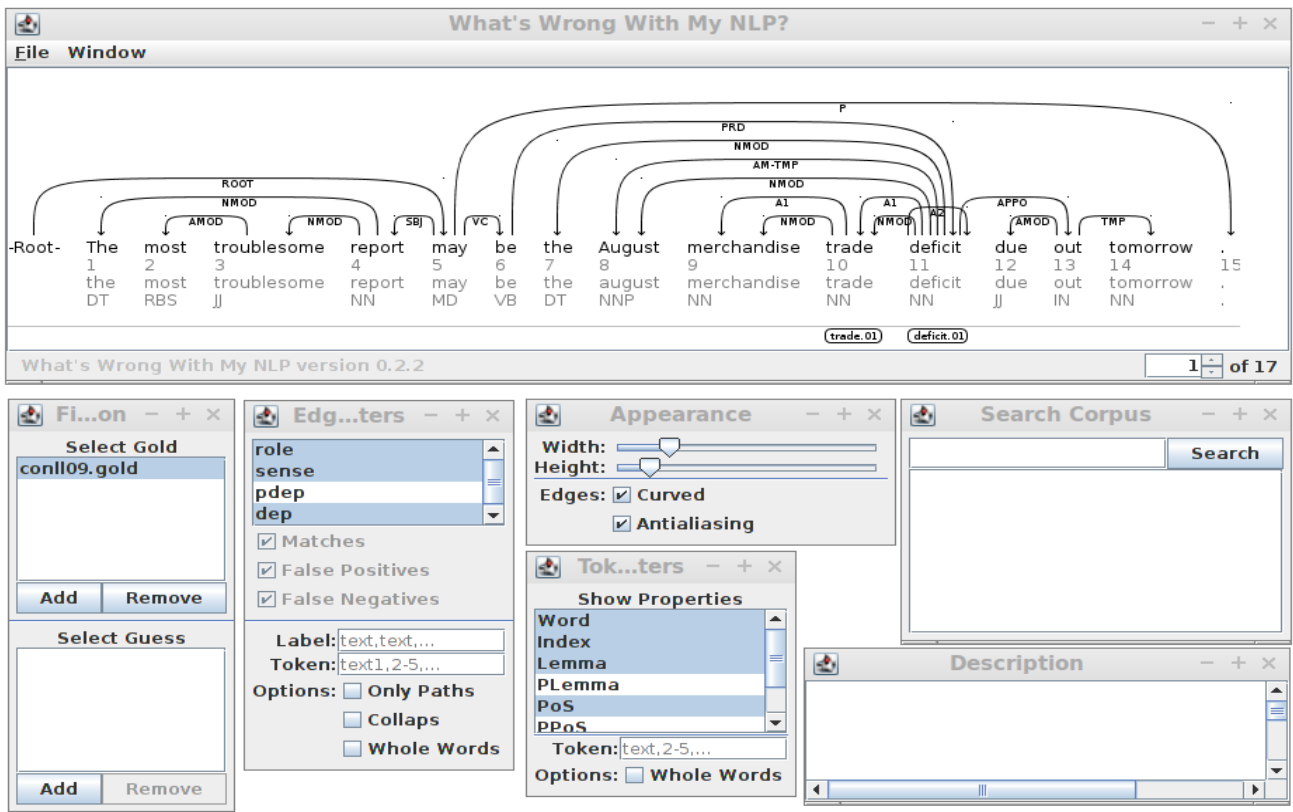 What's Wrong With My NLP?
File Window
P
PRD
NMOD
AM-TMP
ROOT NMOD
NMOD A1 A1 A2 APPO
AMOD NMOD SBJ VC NMOD NMOD AMOD TMP
-Root- The most troublesome report may be the August merchandise trade deficit due out tomorrow .
1 2 3 4 5 6 7 8 9 10 11 12 13 14 15
the most troublesome report may be the august merchandise trade deficit due out tomorrow .
DT RBS JJ NN MD VB DT NNP NN NN NN JJ IN NN .
trade.01 deficit.01
What's Wrong With My NLP version 0.2.2 1 of 17
Fi...on
Select Gold
conll09.gold
Add Remove
Select Guess
Add Remove
Edg...ters
role
sense
pdep
dep
Matches
False Positives
False Negatives
Label: text,text,...
Token: text1,2-5,...
Options: Only Paths
Collaps
Whole Words
Appearance
Width:
Height:
Edges: Curved
Antialiasing
Tok...ters
Show Properties
Word
Index
Lemma
PLemma
PoS
PPoS
Token: text,2-5,...
Options: Whole Words
Search Corpus
Search
Description